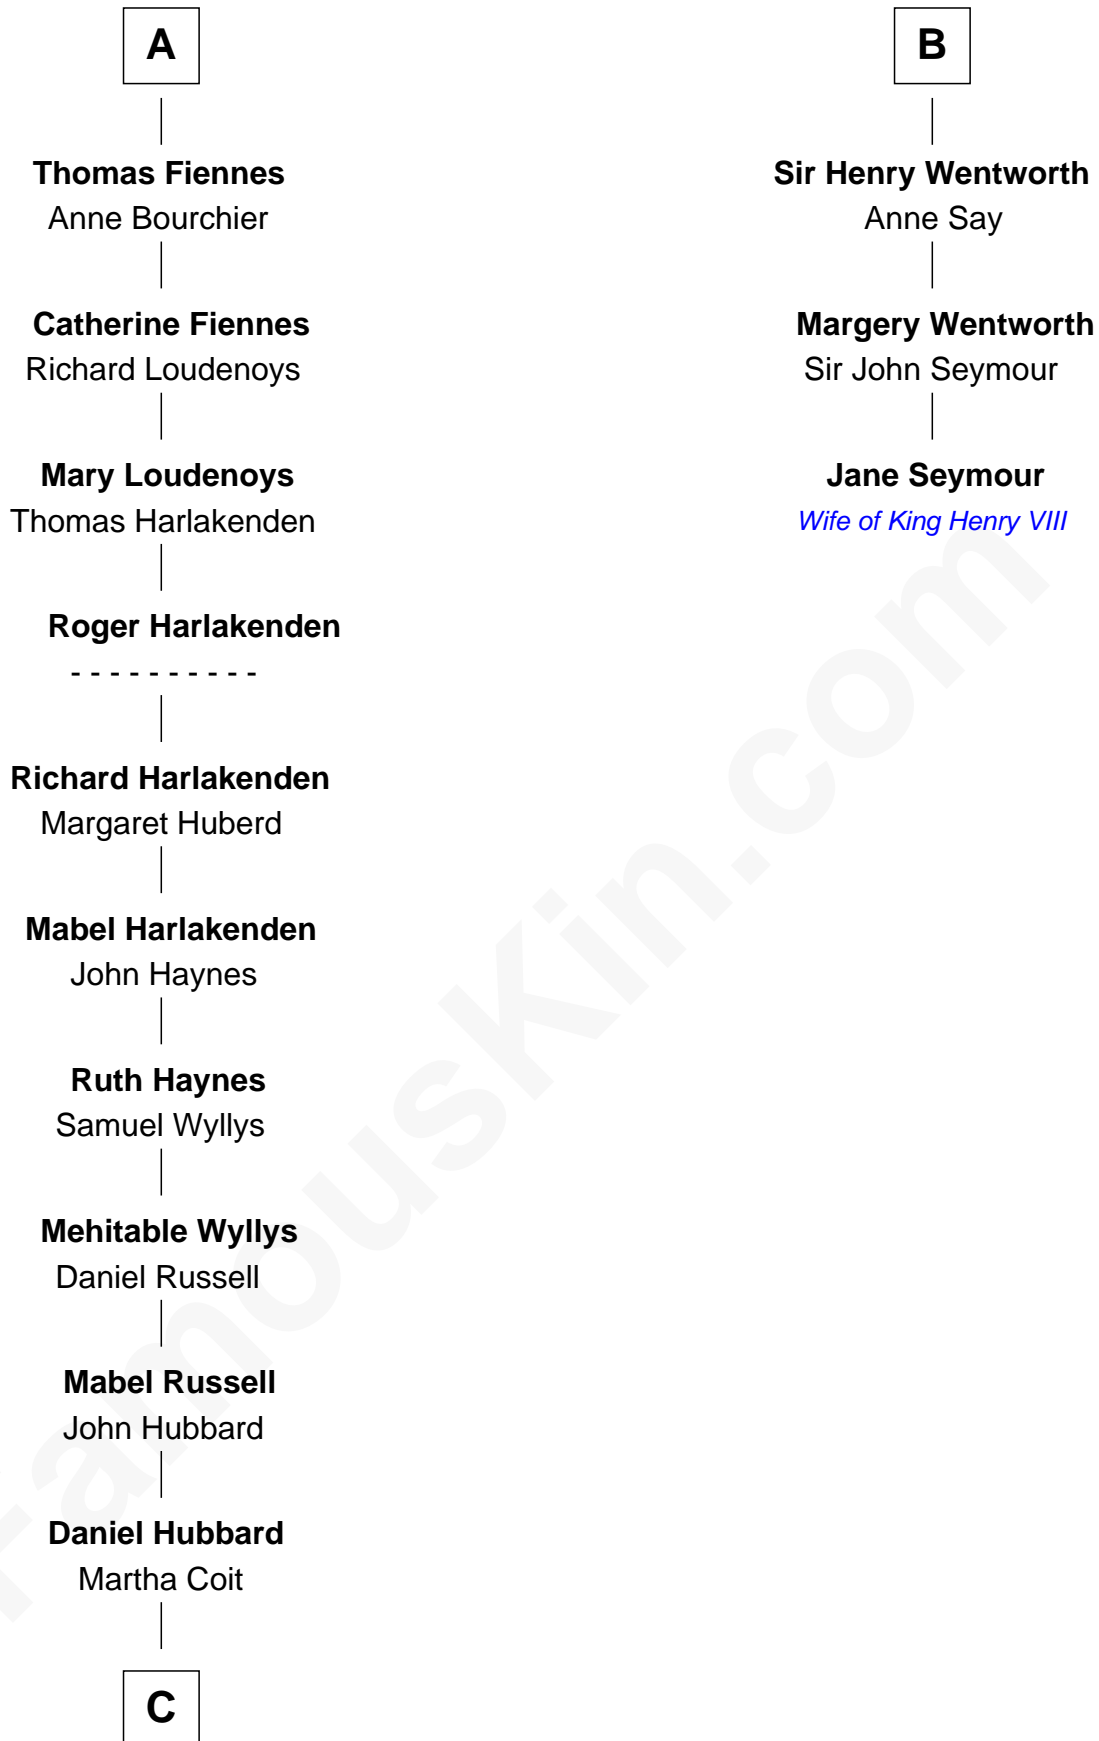 A
Thomas Fiennes
Anne Bourchier
Catherine Fiennes
Richard Loudenoys
Mary Loudenoys
Thomas Harlakenden
Roger Harlakenden
- - - - - - - - - -
Richard Harlakenden
Margaret Huberd
Mabel Harlakenden
John Haynes
Ruth Haynes
Samuel Wyllys
Mehitable Wyllys
Daniel Russell
Mabel Russell
John Hubbard
Daniel Hubbard
Martha Coit
C
B
Sir Henry Wentworth
Anne Say
Margery Wentworth
Sir John Seymour
Jane Seymour
Wife of King Henry VIII
FamousKin.com